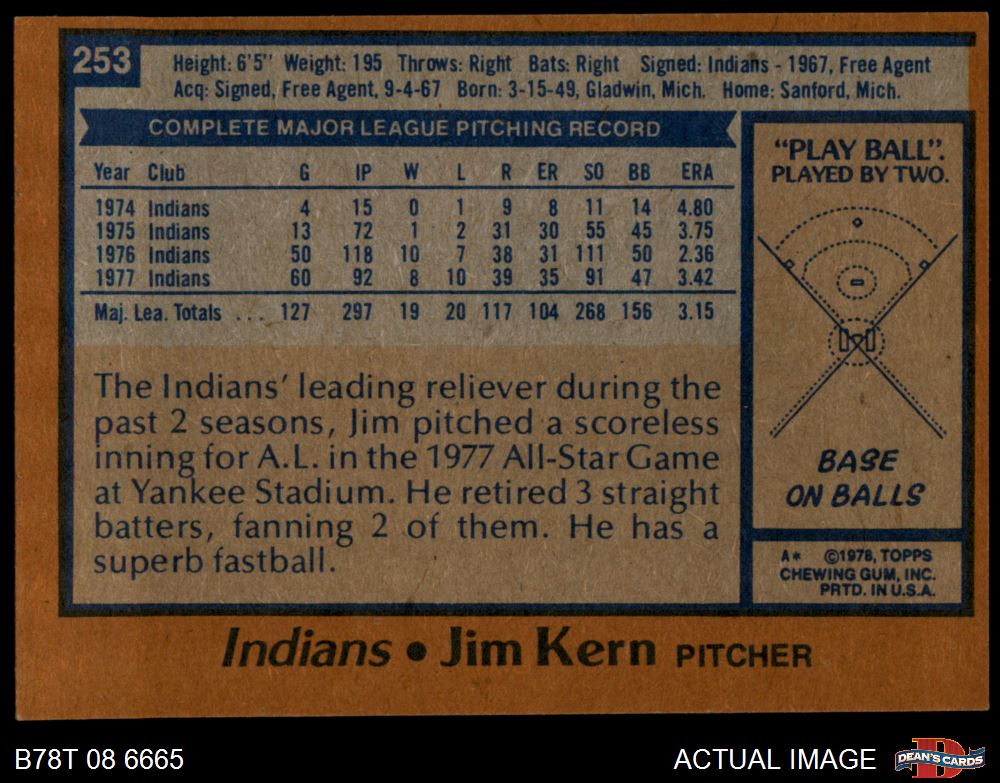 253
Height: 6'5" Weight: 195 Throws: Right Bats: Right Signed: Indians - 1967, Free Agent
Acq: Signed, Free Agent, 9-4-67 Born: 3-15-49, Gladwin, Mich. Home: Sanford, Mich.
COMPLETE MAJOR LEAGUE PITCHING RECORD
Year Club G IP W L R ER SO BB ERA
1974 Indians 4 15 0 1 9 8 11 14 4.80
1975 Indians 13 72 1 2 31 30 55 45 3.75
1976 Indians 50 118 10 7 38 31 111 50 2.36
1977 Indians 60 92 8 10 39 35 91 47 3.42
Maj. Lea. Totals ... 127 297 19 20 117 104 268 156 3.15
The Indians' leading reliever during the
past 2 seasons, Jim pitched a scoreless
inning for A.L. in the 1977 All-Star Game
at Yankee Stadium. He retired 3 straight
batters, fanning 2 of them. He has a
superb fastball.
"PLAY BALL".
PLAYED BY TWO.
BASE
ON BALLS
A* ©1978, TOPPS
CHEWING GUM, INC.
PRTD. IN U.S.A.
Indians • Jim Kern PITCHER
B78T 08 6665
ACTUAL IMAGE
D
DEAN'S CARDS